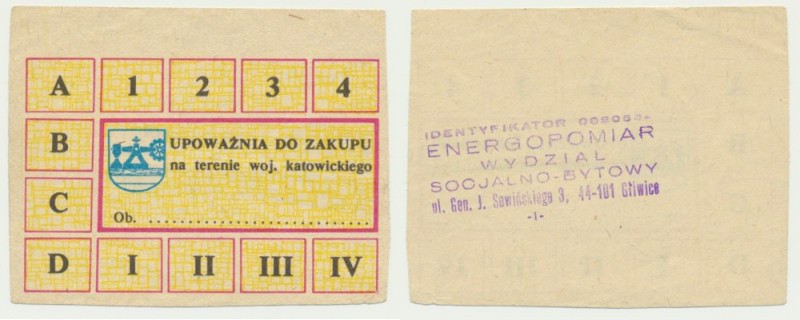 A 1 2 3 4
B
UPOWAŻNIA DO ZAKUPU
na terenie woj. katowickiego
C
Ob.
D I II III IV
IDENTYFIKATOR
ENERGOPOMIAR
WYDZIAŁ
SOCJALNO-BYTOWY
ul. Gen. J. Sowińskiego 3, 44-101 Gliwice
-1-